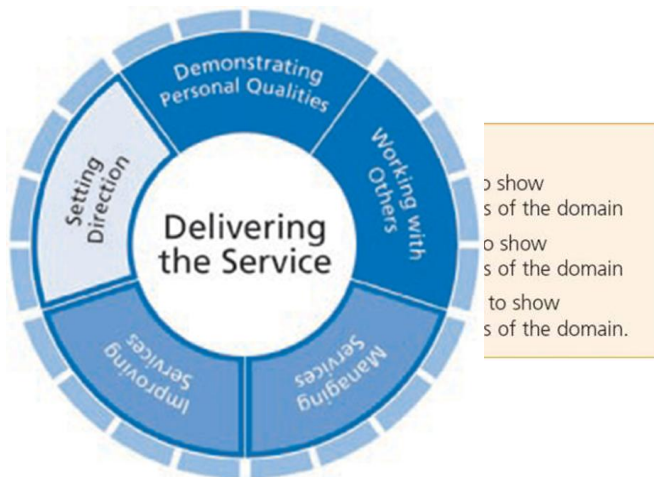 Demonstrating
Personal Qualities
Working with
Others
Managing
Services
Improving
Services
Setting
Direction
Delivering
the Service
o show
s of the domain
o show
s of the domain
to show
s of the domain.